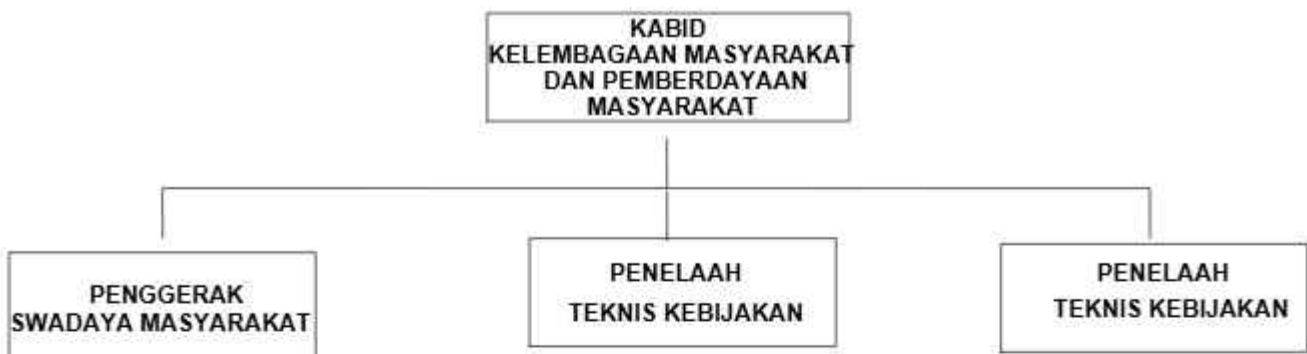 KABID
KELEMBAGAAN MASYARAKAT
DAN PEMBERDAYAAN
MASYARAKAT
PENGGERAK
SWADAYA MASYARAKAT
PENELAAH
TEKNIS KEBIJAKAN
PENELAAH
TEKNIS KEBIJAKAN